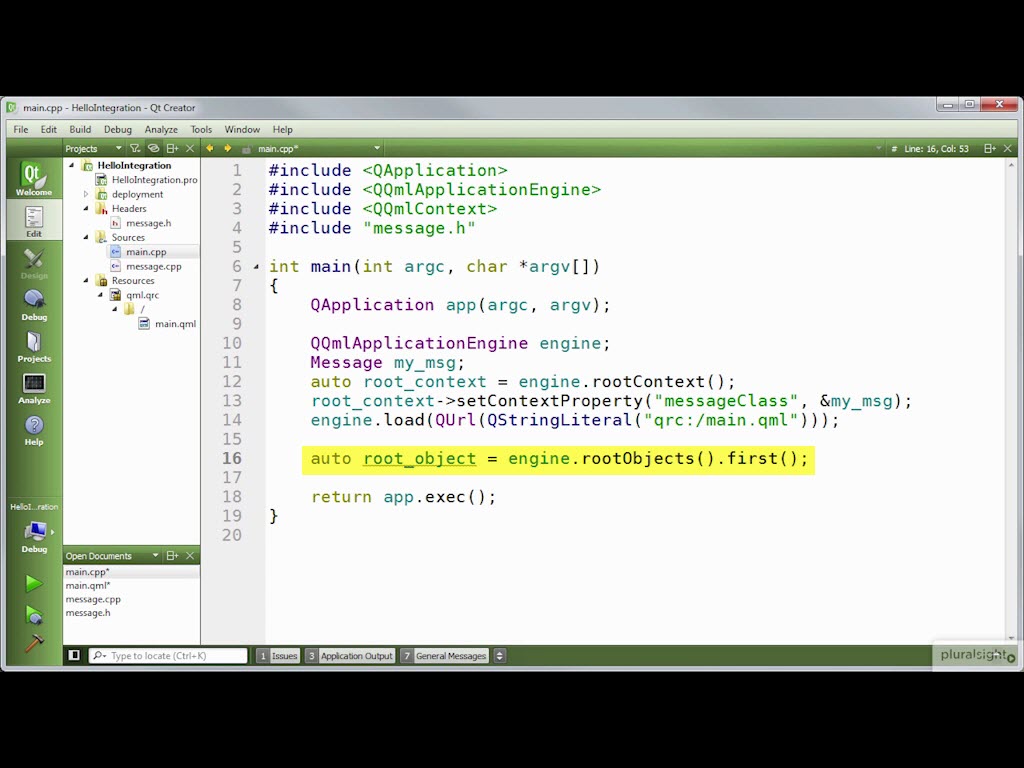 main.cpp - HelloIntegration - Qt Creator
File Edit Build Debug Analyze Tools Window Help
Projects
main.cpp*
# Line: 16, Col: 53
Qt
Welcome
Edit
Design
Debug
Projects
Analyze
Help
HelloI...ration
Debug
HelloIntegration
HelloIntegration.pro
deployment
Headers
message.h
Sources
main.cpp
message.cpp
Resources
qml.qrc
/
main.qml
Open Documents
main.cpp*
main.qml*
message.cpp
message.h
1 #include <QApplication>
2 #include <QQmlApplicationEngine>
3 #include <QQmlContext>
4 #include "message.h"
5
6 int main(int argc, char *argv[])
7 {
8 QApplication app(argc, argv);
9
10 QQmlApplicationEngine engine;
11 Message my_msg;
12 auto root_context = engine.rootContext();
13 root_context->setContextProperty("messageClass", &my_msg);
14 engine.load(QUrl(QStringLiteral("qrc:/main.qml")));
15
16 auto root_object = engine.rootObjects().first();
17
18 return app.exec();
19 }
20
Type to locate (Ctrl+K)
1 Issues
3 Application Output
7 General Messages
pluralsight